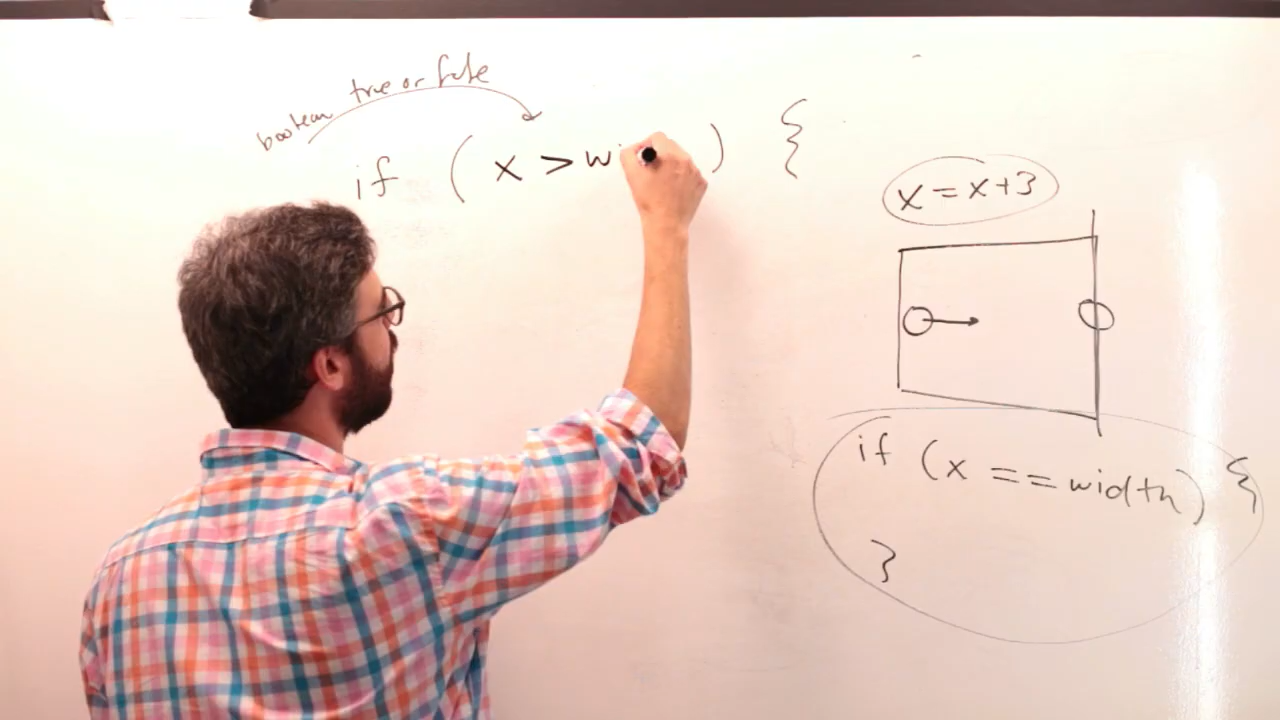 boolean true or false
if ( x > wi ) {
x = x + 3
if (x == width) {
}